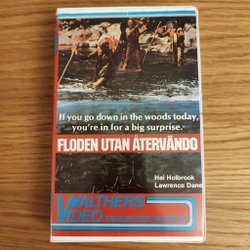 If you go down in the woods today,
you're in for a big surprise.
FLODEN UTAN ÅTERVÄNDO
Hal Holbrook
Lawrence Dane
WALTHERS
VIDEO